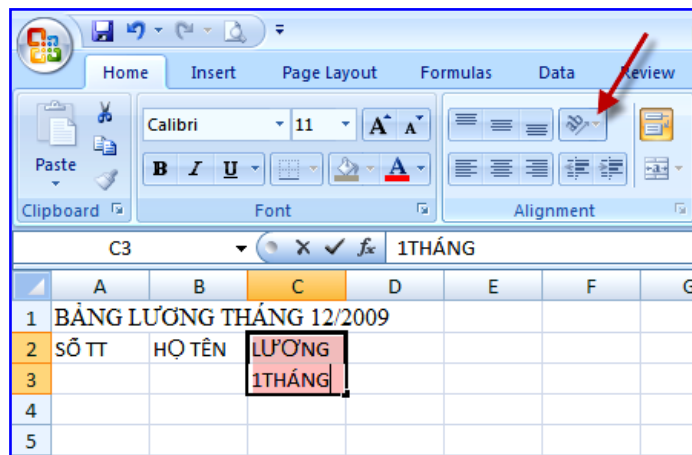 Home Insert Page Layout Formulas Data Review
Calibri 11 A A
Paste B I U A
Clipboard Font Alignment
C3 fx 1THÁNG
A B C D E F G
1 BẢNG LƯƠNG THÁNG 12/2009
2 SỐ TT HỌ TÊN LƯƠNG
3 1THÁNG
4
5